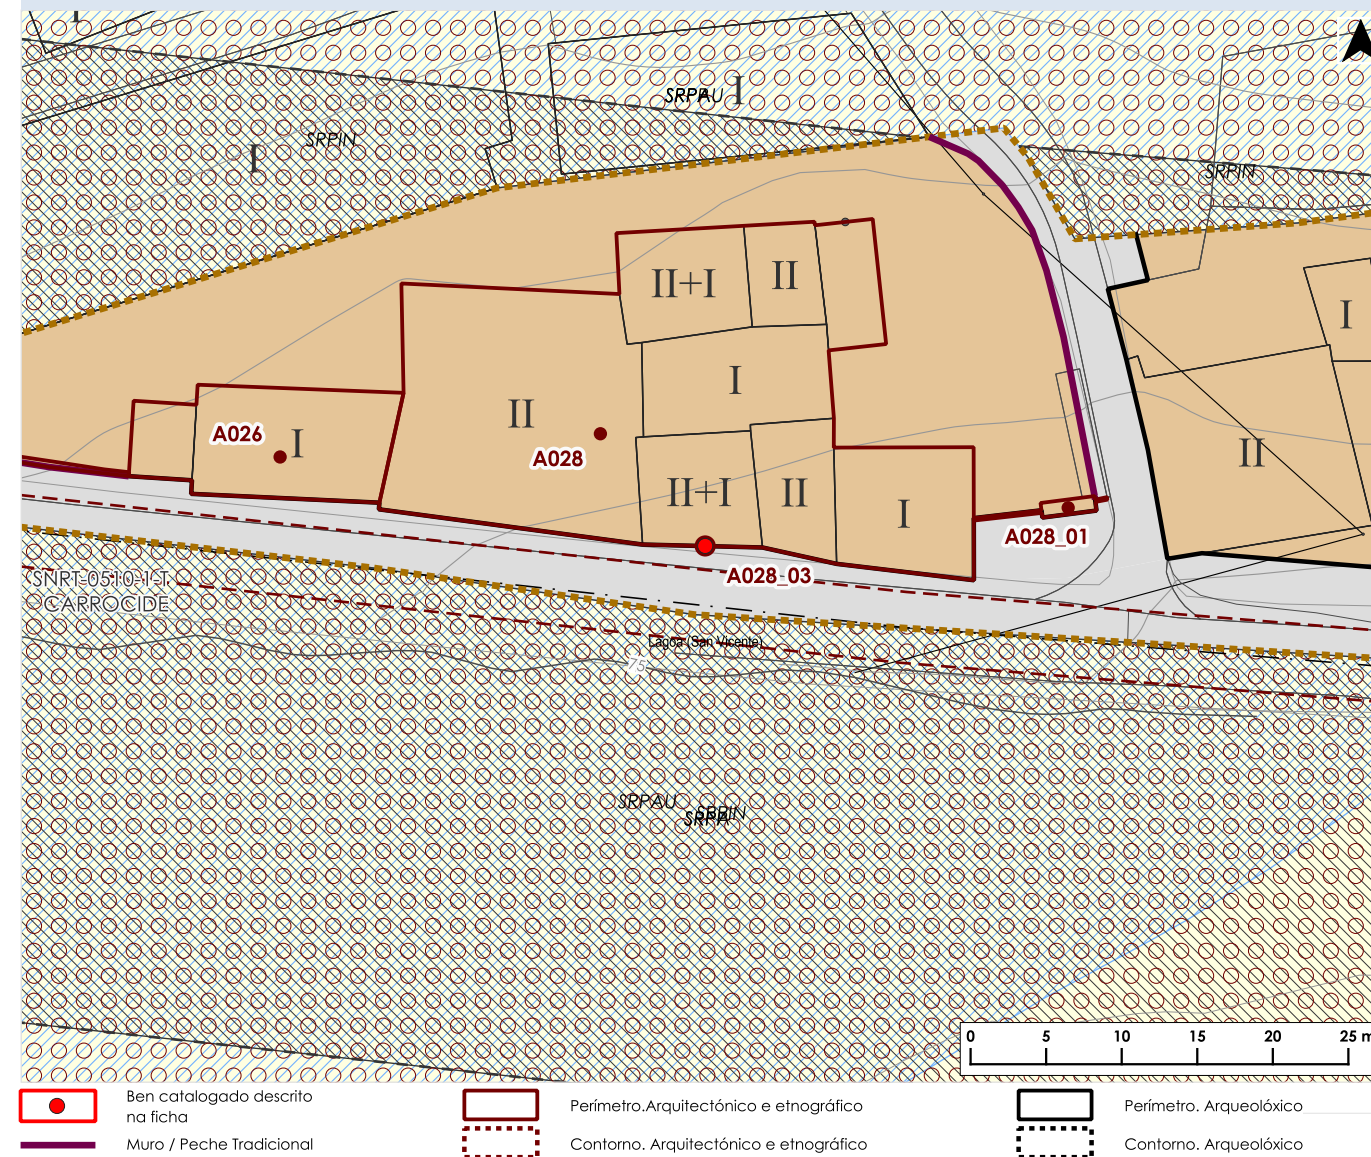 I
SRPAU I
SRPIN
I
SRPIN
II+I
II
I
I
A026
I
II
A028
II
II+I
II
I
A028_01
A028_03
SNRT-0510-1-T
CARROCIDE
Lagoa (San Vicente)
75
SRPAU
SRPIN
0 5 10 15 20 25 m
Ben catalogado descrito
na ficha
Perímetro.Arquitectónico e etnográfico
Perímetro. Arqueolóxico
Muro / Peche Tradicional
Contorno. Arquitectónico e etnográfico
Contorno. Arqueolóxico